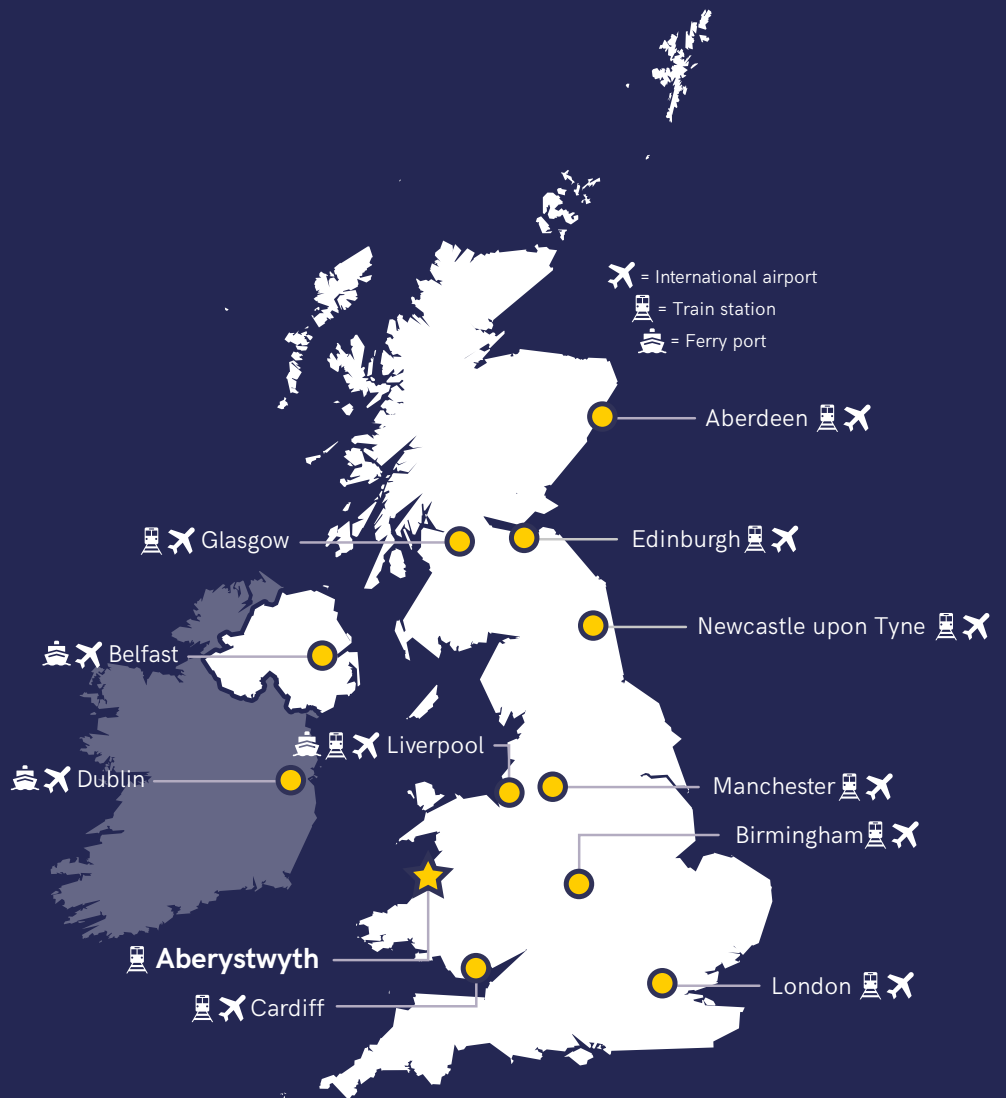 = International airport
= Train station
= Ferry port
Aberdeen
Glasgow
Edinburgh
Newcastle upon Tyne
Belfast
Liverpool
Dublin
Manchester
Birmingham
Aberystwyth
London
Cardiff